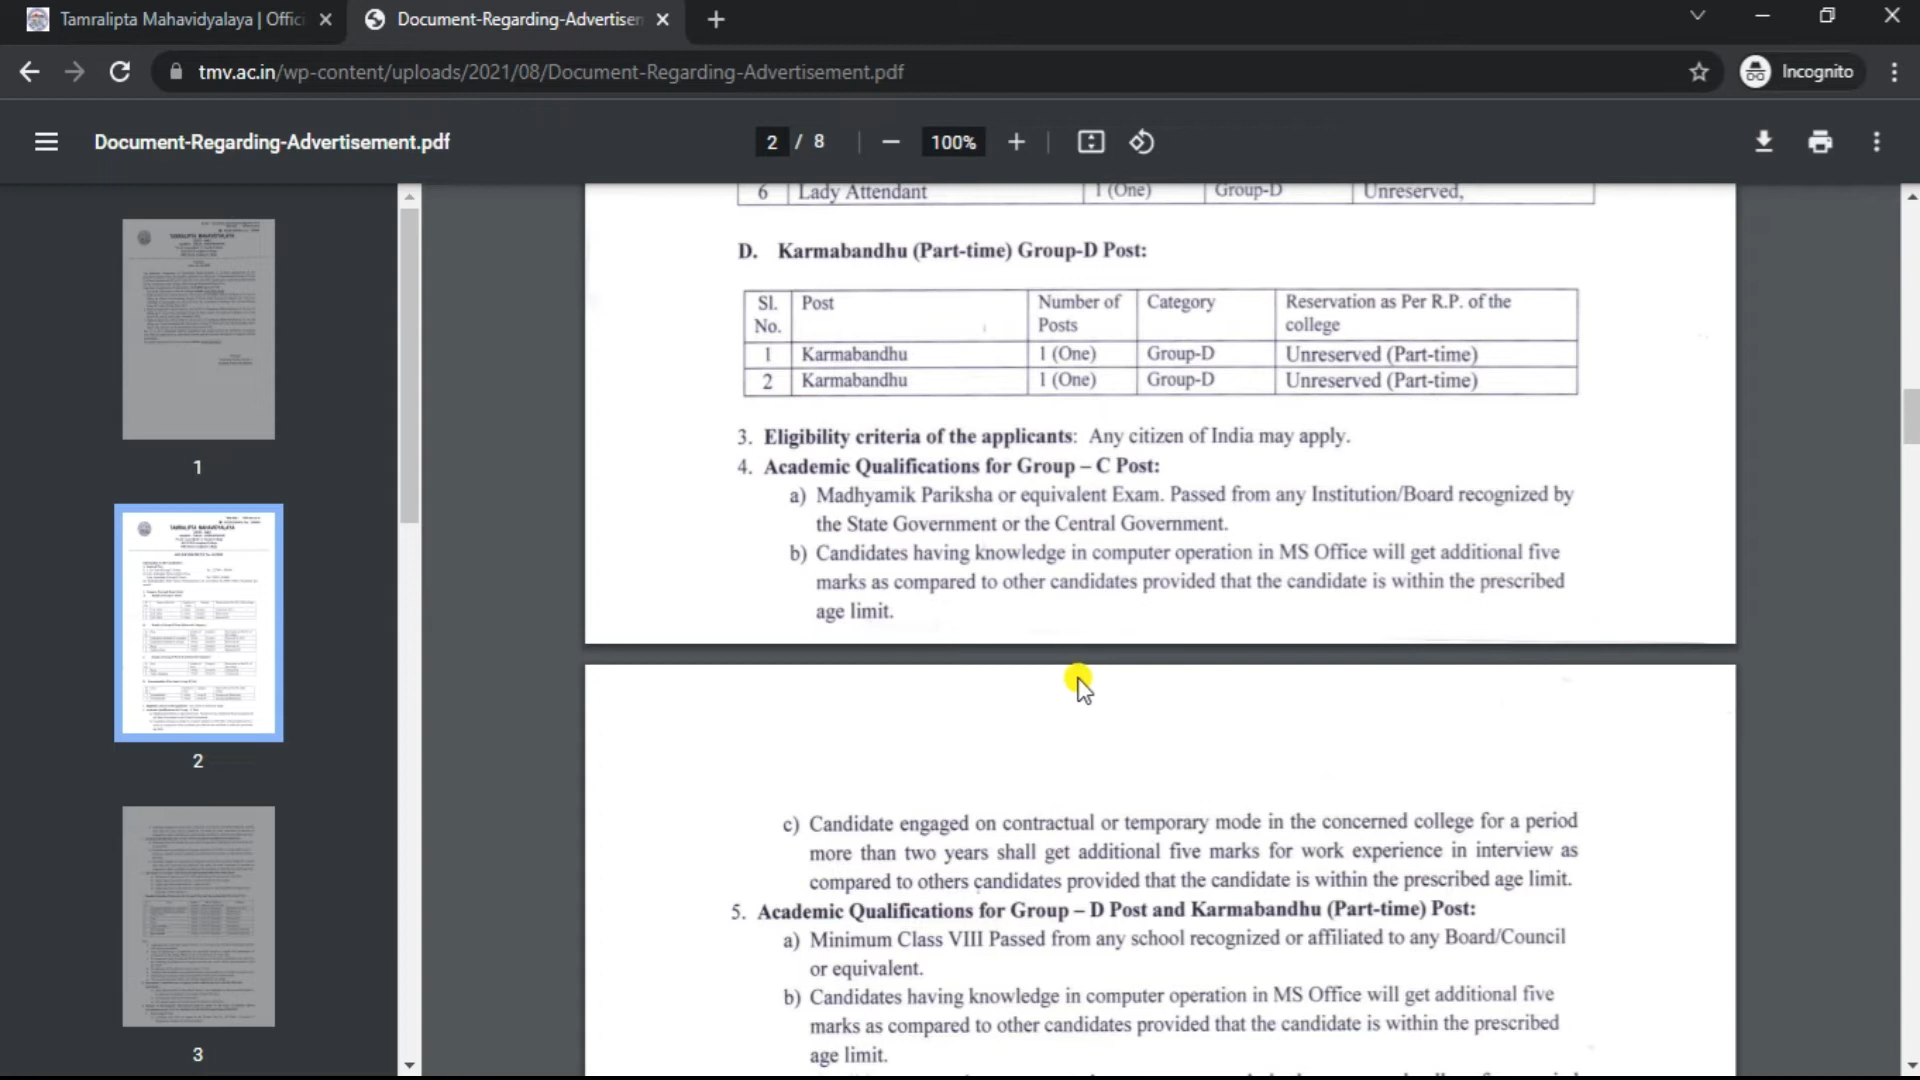 Tamralipta Mahavidyalaya | Offici
Document-Regarding-Advertisem
tmv.ac.in/wp-content/uploads/2021/08/Document-Regarding-Advertisement.pdf
Incognito
Document-Regarding-Advertisement.pdf
2 / 8
100%
6 Lady Attendant 1 (One) Group-D Unreserved,
D. Karmabandhu (Part-time) Group-D Post:
Sl. No. Post Number of Posts Category Reservation as Per R.P. of the college
1 Karmabandhu 1 (One) Group-D Unreserved (Part-time)
2 Karmabandhu 1 (One) Group-D Unreserved (Part-time)
3. Eligibility criteria of the applicants: Any citizen of India may apply.
4. Academic Qualifications for Group – C Post:
a) Madhyamik Pariksha or equivalent Exam. Passed from any Institution/Board recognized by
the State Government or the Central Government.
b) Candidates having knowledge in computer operation in MS Office will get additional five
marks as compared to other candidates provided that the candidate is within the prescribed
age limit.
c) Candidate engaged on contractual or temporary mode in the concerned college for a period
more than two years shall get additional five marks for work experience in interview as
compared to others candidates provided that the candidate is within the prescribed age limit.
5. Academic Qualifications for Group – D Post and Karmabandhu (Part-time) Post:
a) Minimum Class VIII Passed from any school recognized or affiliated to any Board/Council
or equivalent.
b) Candidates having knowledge in computer operation in MS Office will get additional five
marks as compared to other candidates provided that the candidate is within the prescribed
age limit.
1
2
3